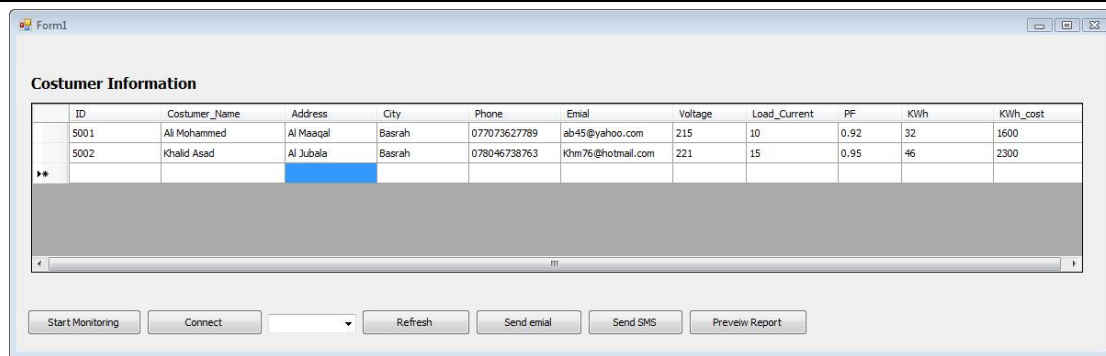 Form1
Costumer Information
ID Costumer_Name Address City Phone Emial Voltage Load_Current PF KWh KWh_cost
5001 Ali Mohammed Al Maaqal Basrah 077073627789 ab45@yahoo.com 215 10 0.92 32 1600
5002 Khalid Asad Al Jubala Basrah 078046738763 Khm76@hotmail.com 221 15 0.95 46 2300
Start Monitoring Connect Refresh Send emial Send SMS Preveiw Report